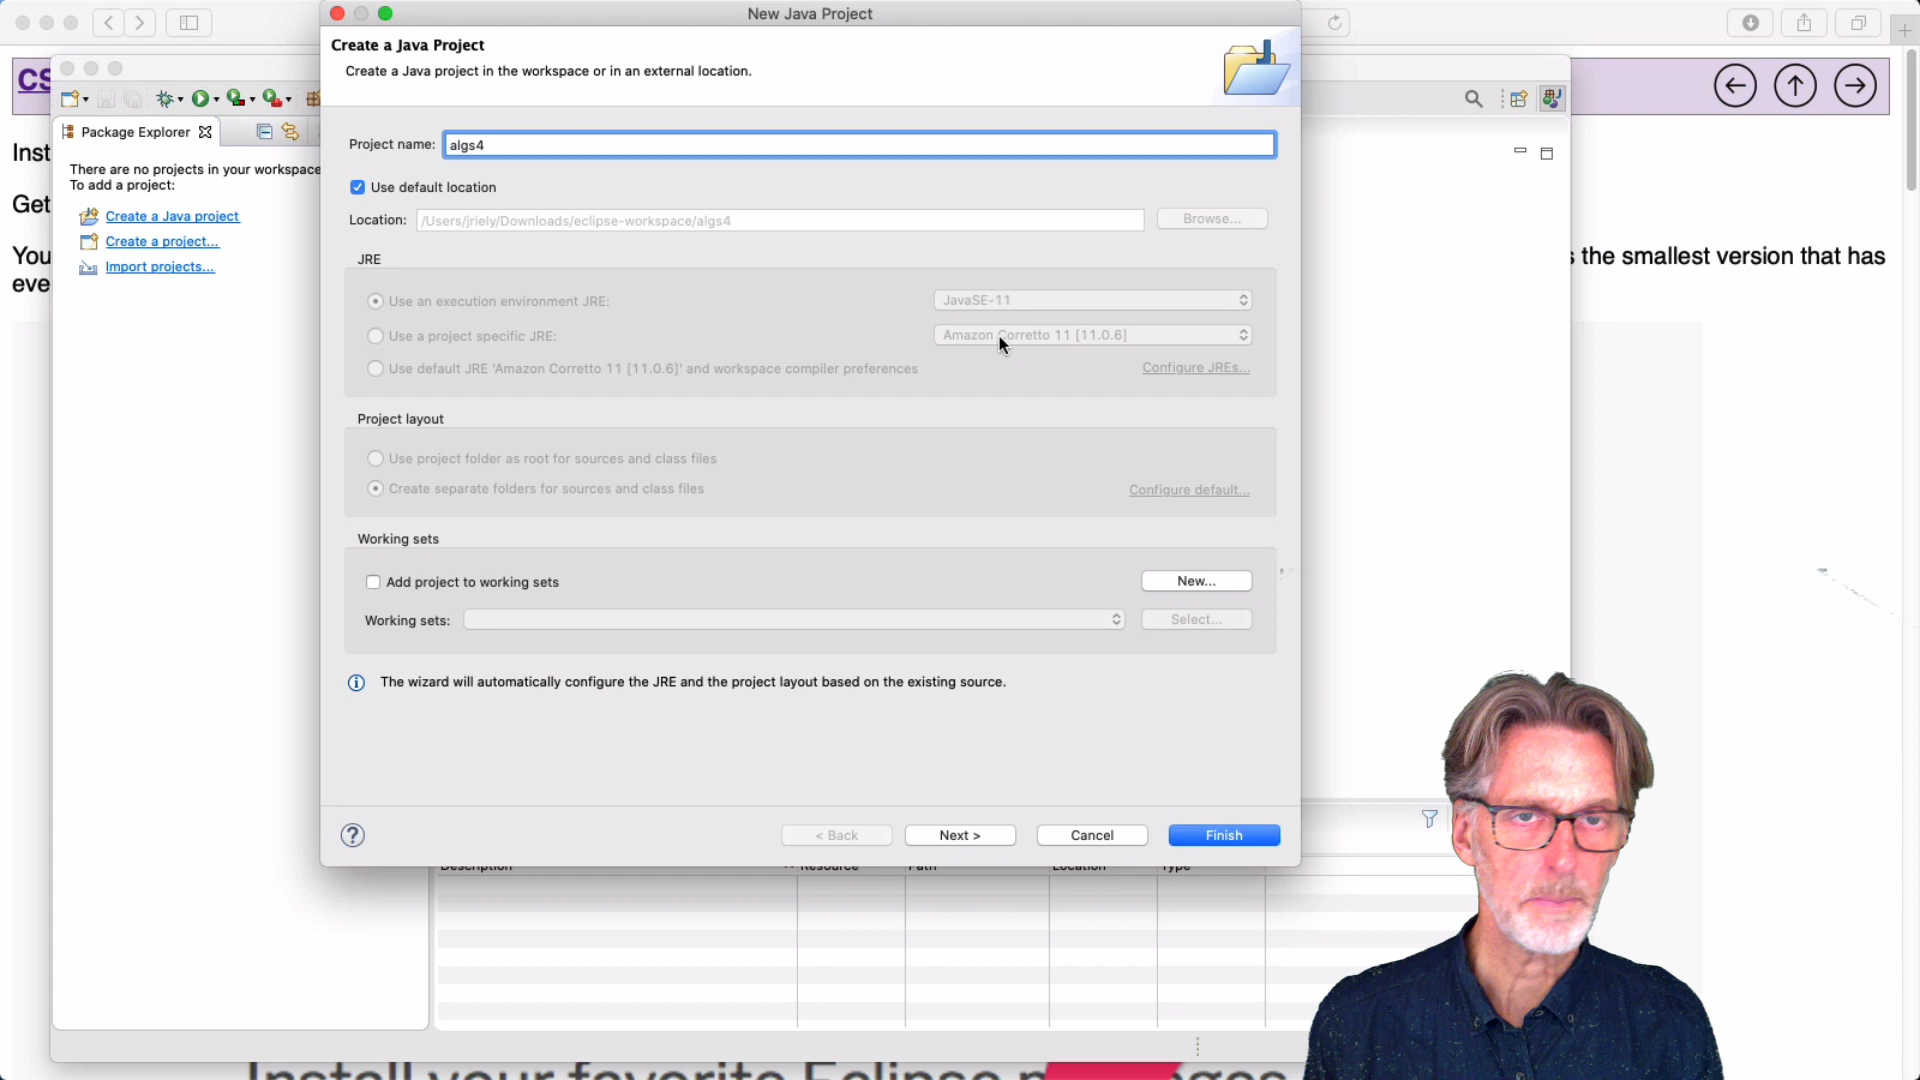 New Java Project
CS
Create a Java Project
Create a Java project in the workspace or in an external location.
Package Explorer
Inst
There are no projects in your workspace
To add a project:
Get
Create a Java project
Create a project...
You
Import projects...
eve
s the smallest version that has
Project name: algs4
Use default location
Location: /Users/jriely/Downloads/eclipse-workspace/algs4 Browse...
JRE
Use an execution environment JRE: JavaSE-11
Use a project specific JRE: Amazon Corretto 11 [11.0.6]
Use default JRE 'Amazon Corretto 11 [11.0.6]' and workspace compiler preferences Configure JREs...
Project layout
Use project folder as root for sources and class files
Create separate folders for sources and class files Configure default...
Working sets
Add project to working sets New...
Working sets: Select...
The wizard will automatically configure the JRE and the project layout based on the existing source.
? < Back Next > Cancel Finish
Description Resource Path Location Type
Install your favorite Eclipse